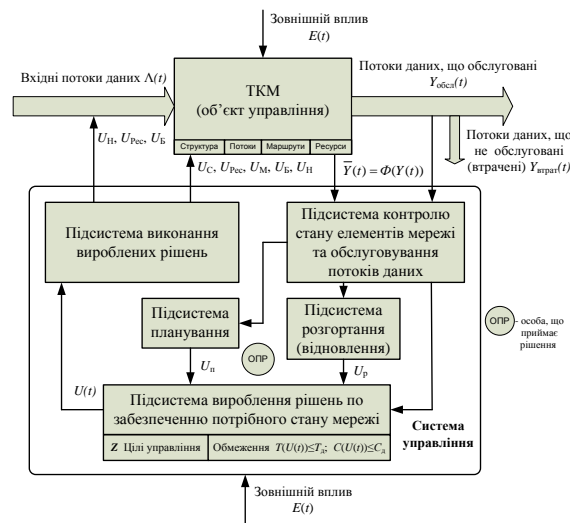 Зовнішній вплив
E(t)
Вхідні потоки даних Λ(t)
ТКМ
(об’єкт управління)
Структура Потоки Маршрути Ресурси
Потоки даних, що обслуговані
Yобсл(t)
Потоки даних, що
не обслуговані
(втрачені) Yвтрат(t)
UН, UРес, UБ
UС, UРес, UМ, UБ, UН
Y̅(t) = Φ(Y(t))
Підсистема виконання
вироблених рішень
Підсистема контролю
стану елементів мережі
та обслуговування
потоків даних
Підсистема
планування
Підсистема
розгортання
(відновлення)
ОПР
ОПР - особа, що
приймає
рішення
Uп
Uр
U(t)
Підсистема вироблення рішень по
забезпеченню потрібного стану мережі
Z Цілі управління
Обмеження T(U(t))≤Tд; C(U(t))≤Cд
Система
управління
Зовнішній вплив
E(t)